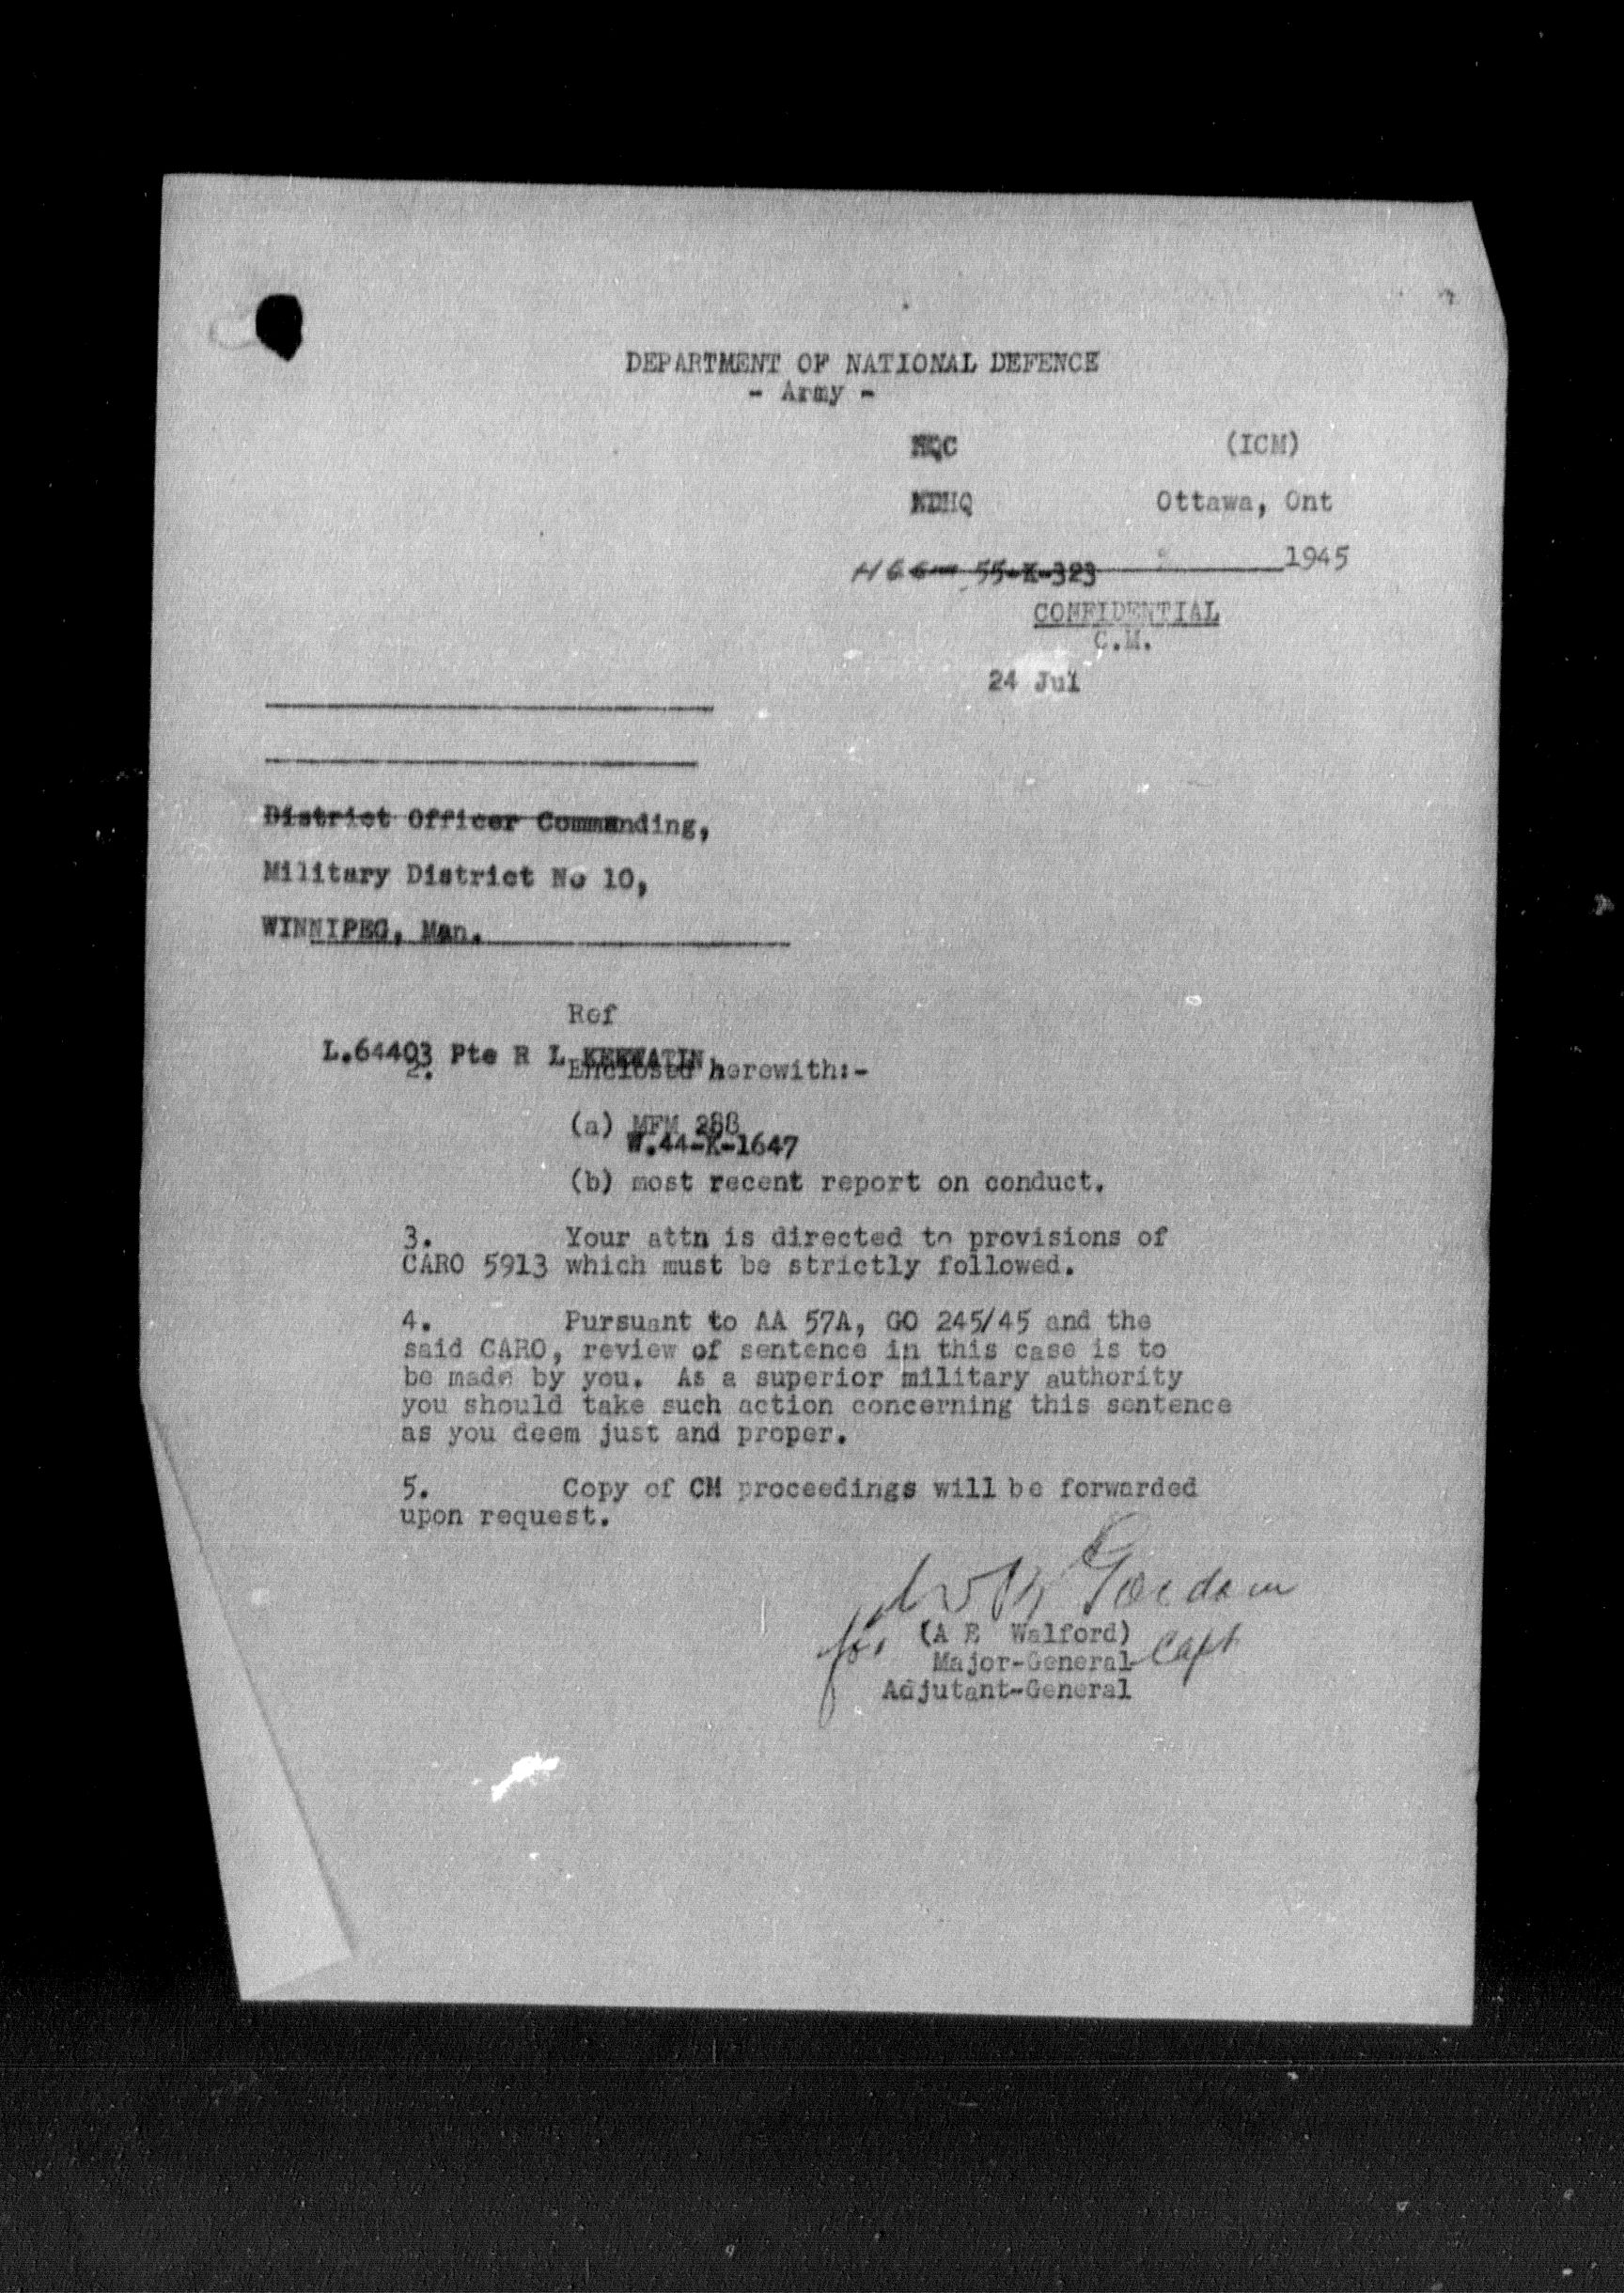 DEPARTMENT OF NATIONAL DEFENCE
- Army -
HQC (ICM)
NDHQ Ottawa, Ont
55-K-323 1945
CONFIDENTIAL
C.M.
24 Jul
District Officer Commanding,
Military District No 10,
WINNIPEG, Man.
Ref
L.64403 Pte R L KEEWATIN
2. Enclosed herewith:-
(a) MFM 288
W.44-K-1647
(b) most recent report on conduct.
3. Your attn is directed to provisions of
CARO 5913 which must be strictly followed.
4. Pursuant to AA 57A, GO 245/45 and the
said CARO, review of sentence in this case is to
be made by you. As a superior military authority
you should take such action concerning this sentence
as you deem just and proper.
5. Copy of CM proceedings will be forwarded
upon request.
Gordon
for (A E Walford)
Major-General Capt
Adjutant-General